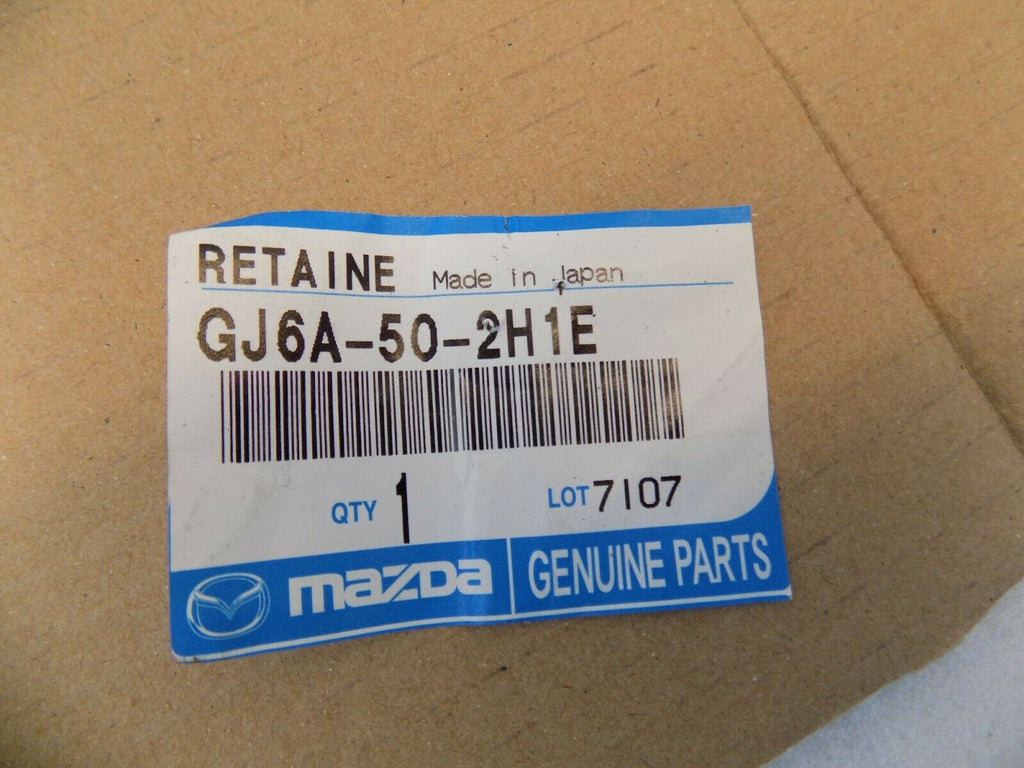 RETAINE Made in Japan
GJ6A-50-2H1E
QTY 1 LOT 7107
mazda GENUINE PARTS